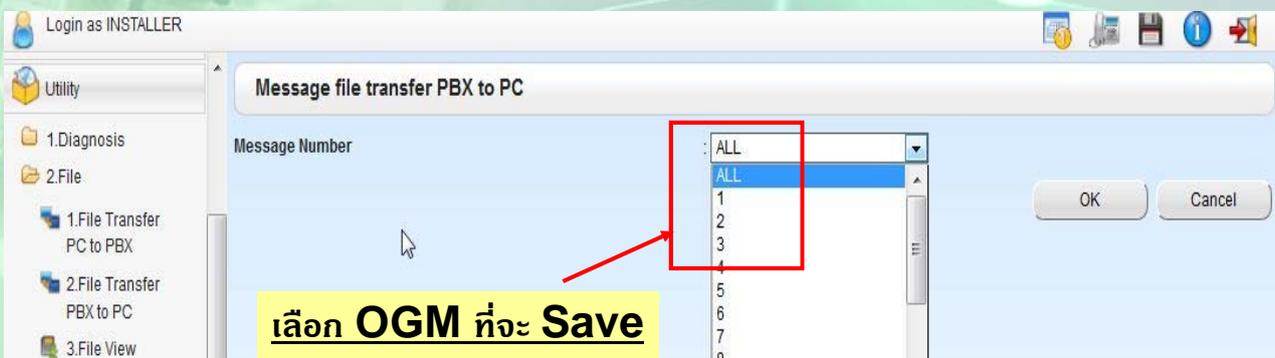 Login as INSTALLER
Utility
Message file transfer PBX to PC
1.Diagnosis
Message Number
: ALL
2.File
ALL
1
2
3
4
5
6
7
8
OK
Cancel
1.File Transfer
PC to PBX
2.File Transfer
PBX to PC
3.File View
เลือก OGM ที่จะ Save